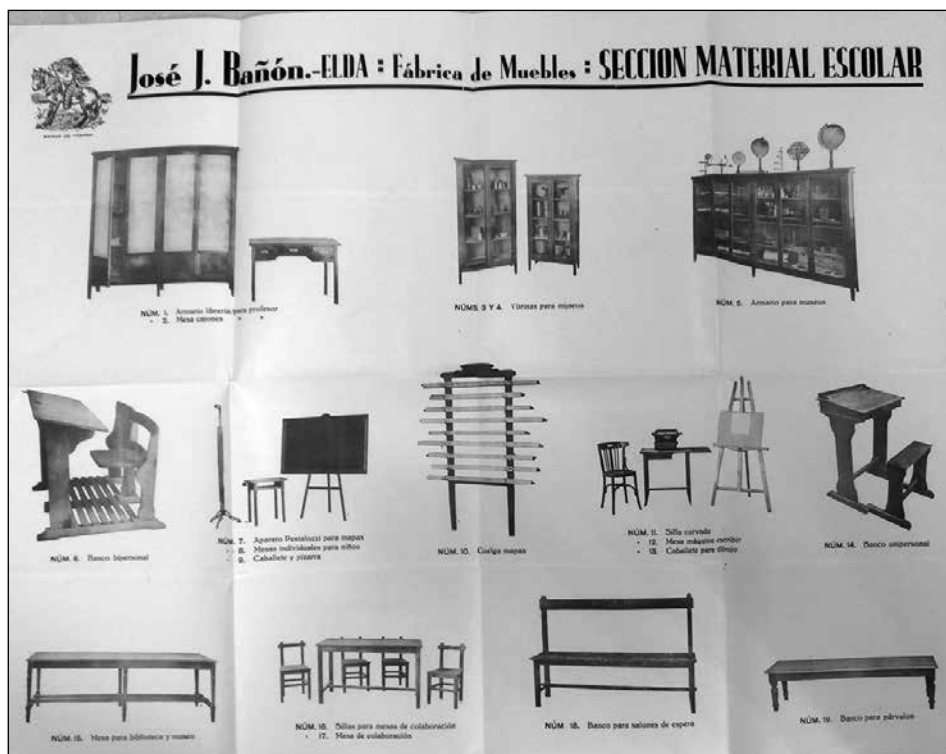 José J. Bañón.-ELDA : Fábrica de Muebles : SECCION MATERIAL ESCOLAR
NÚM. 1. Armario librería para profesor
» 2. Mesa cajones » »
NÚMS. 3 Y 4. Vitrinas para museos
NÚM. 5. Armario para museos
NÚM. 6. Banco bipersonal
NÚM. 7. Aparato Pestalozzi para mapas
» 8. Mesas individuales para niños
» 9. Caballete y pizarra
NÚM. 10. Cuelga mapas
NÚM. 11. Silla curvada
» 12. Mesa máquina escribir
» 13. Caballete para dibujo
NÚM. 14. Banco unipersonal
NÚM. 15. Mesa para biblioteca y museo
NÚM. 16. Sillas para mesas de colaboración
» 17. Mesa de colaboración
NÚM. 18. Banco para salones de espera
NÚM. 19. Banco para párvulos